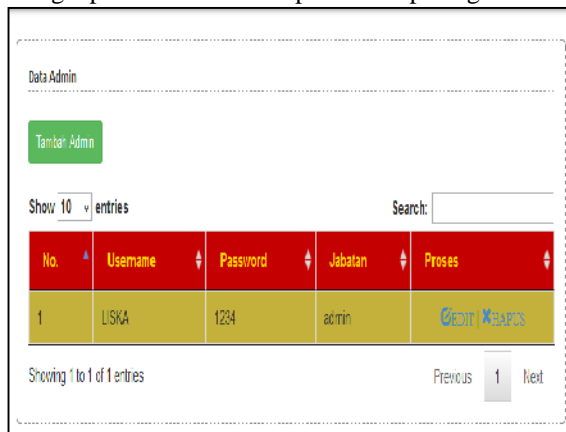 Data Admin
Tambah Admin
Show 10 entries Search:
No. Username Password Jabatan Proses
1 LISKA 1234 admin EDIT | HAPUS
Showing 1 to 1 of 1 entries Previous 1 Next